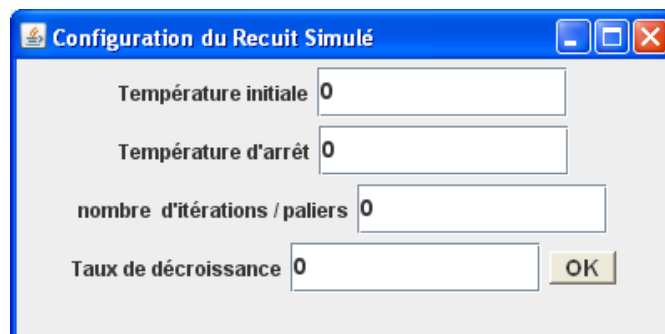 Configuration du Recuit Simulé
Température initiale 0
Température d'arrêt 0
nombre d'itérations / paliers 0
Taux de décroissance 0 OK